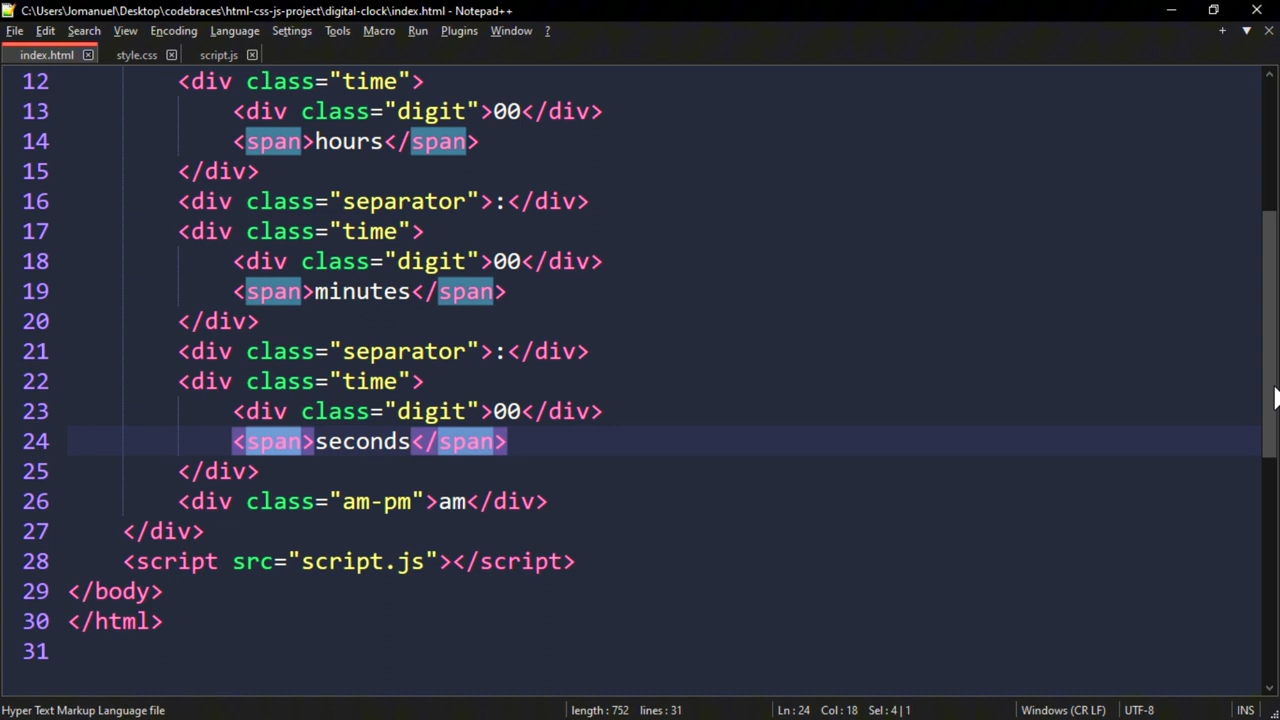 C:\Users\Jomanuel\Desktop\codebraces\html-css-js-project\digital-clock\index.html - Notepad++
File Edit Search View Encoding Language Settings Tools Macro Run Plugins Window ?
index.html style.css script.js
12 <div class="time">
13 <div class="digit">00</div>
14 <span>hours</span>
15 </div>
16 <div class="separator">:</div>
17 <div class="time">
18 <div class="digit">00</div>
19 <span>minutes</span>
20 </div>
21 <div class="separator">:</div>
22 <div class="time">
23 <div class="digit">00</div>
24 <span>seconds</span>
25 </div>
26 <div class="am-pm">am</div>
27 </div>
28 <script src="script.js"></script>
29 </body>
30 </html>
31
Hyper Text Markup Language file length : 752 lines : 31 Ln : 24 Col : 18 Sel : 4 | 1 Windows (CR LF) UTF-8 INS